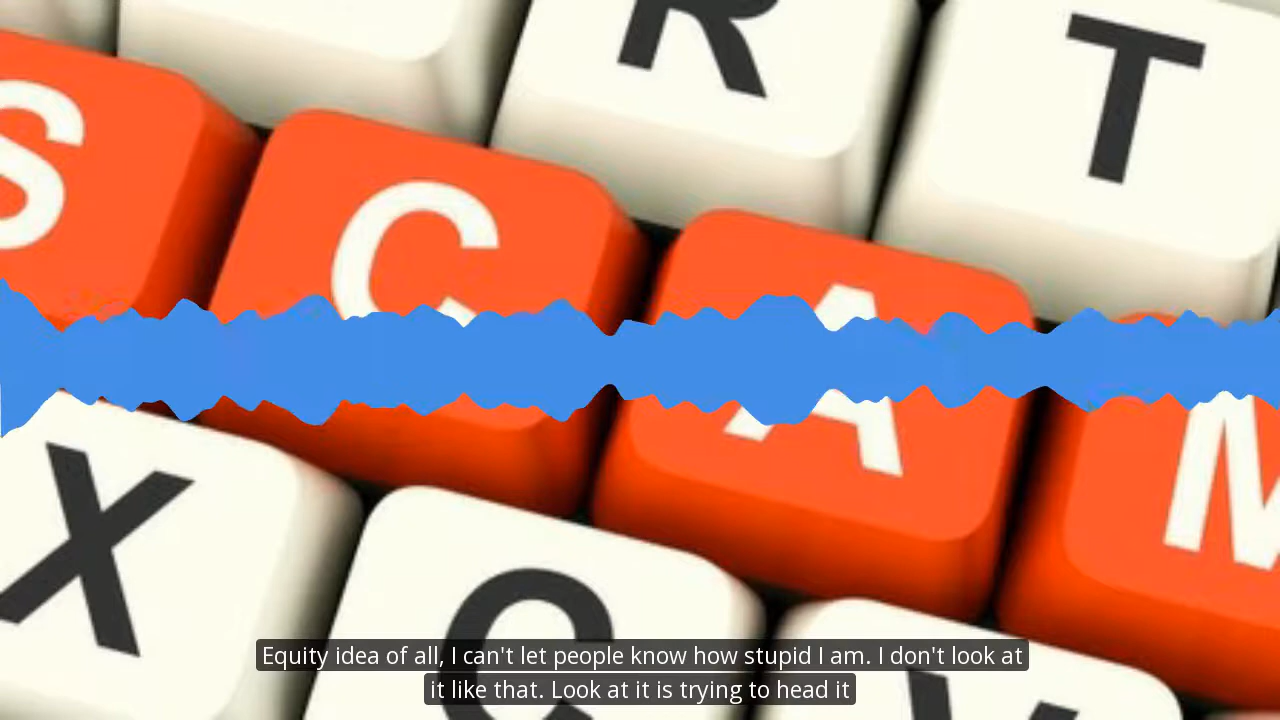 R T
S C A M
X C V
Equity idea of all, I can't let people know how stupid I am. I don't look at
it like that. Look at it is trying to head it